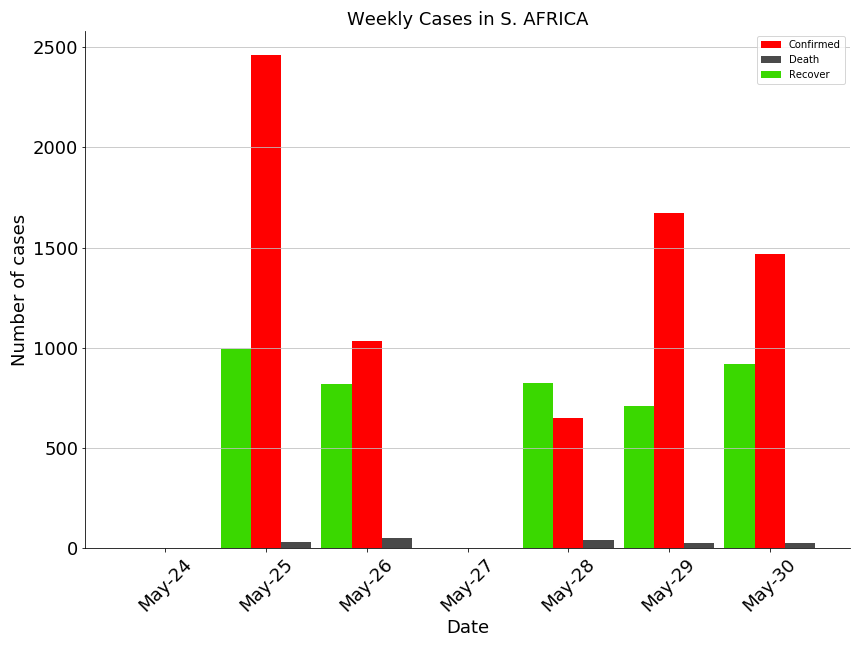 Weekly Cases in S. AFRICA
Confirmed
Death
Recover
Number of cases
2500
2000
1500
1000
500
0
May-24
May-25
May-26
May-27
May-28
May-29
May-30
Date